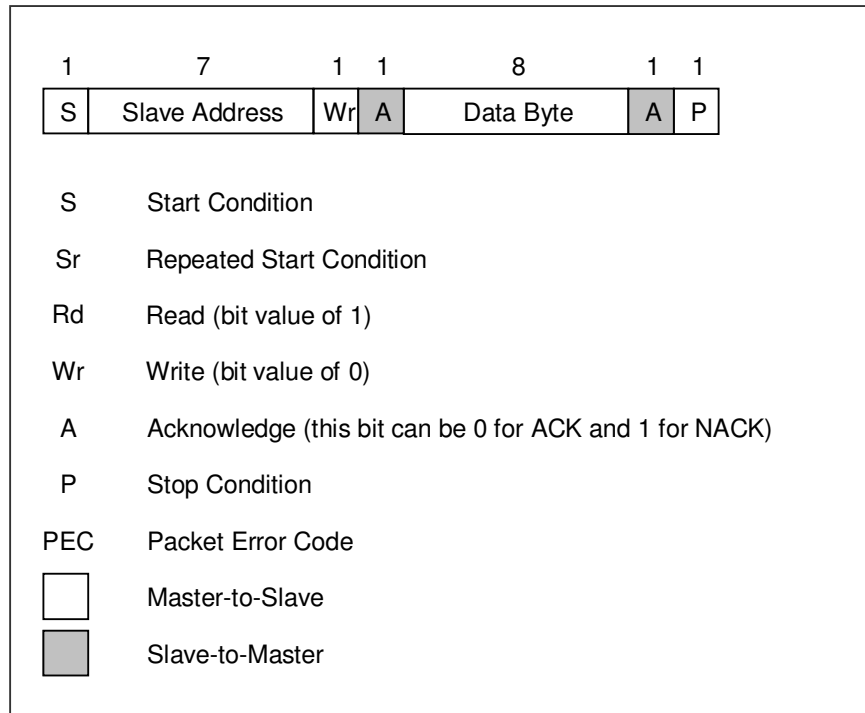 1 7 1 1 8 1 1
S Slave Address Wr A Data Byte A P
S Start Condition
Sr Repeated Start Condition
Rd Read (bit value of 1)
Wr Write (bit value of 0)
A Acknowledge (this bit can be 0 for ACK and 1 for NACK)
P Stop Condition
PEC Packet Error Code
Master-to-Slave
Slave-to-Master